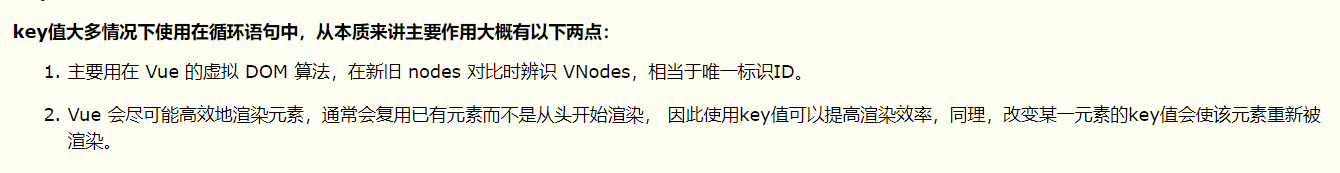 key值大多情况下使用在循环语句中，从本质来讲主要作用大概有以下两点：
1. 主要用在 Vue 的虚拟 DOM 算法，在新旧 nodes 对比时辨识 VNodes，相当于唯一标识ID。
2. Vue 会尽可能高效地渲染元素，通常会复用已有元素而不是从头开始渲染， 因此使用key值可以提高渲染效率，同理，改变某一元素的key值会使该元素重新被
渲染。